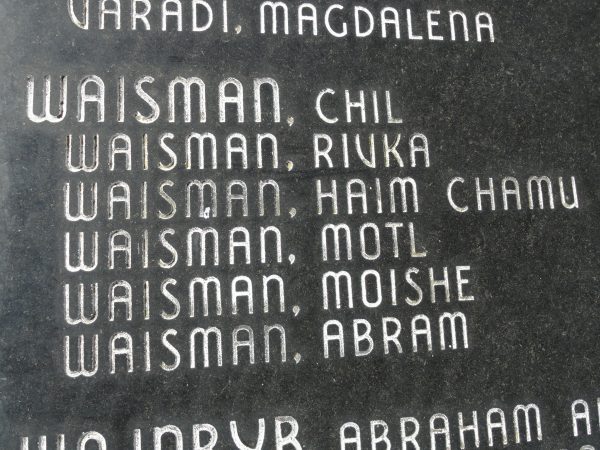 VARADI, MAGDALENA
WAISMAN, CHIL
WAISMAN, RIVKA
WAISMAN, HAIM CHAMU
WAISMAN, MOTL
WAISMAN, MOISHE
WAISMAN, ABRAM
ABRAHAM